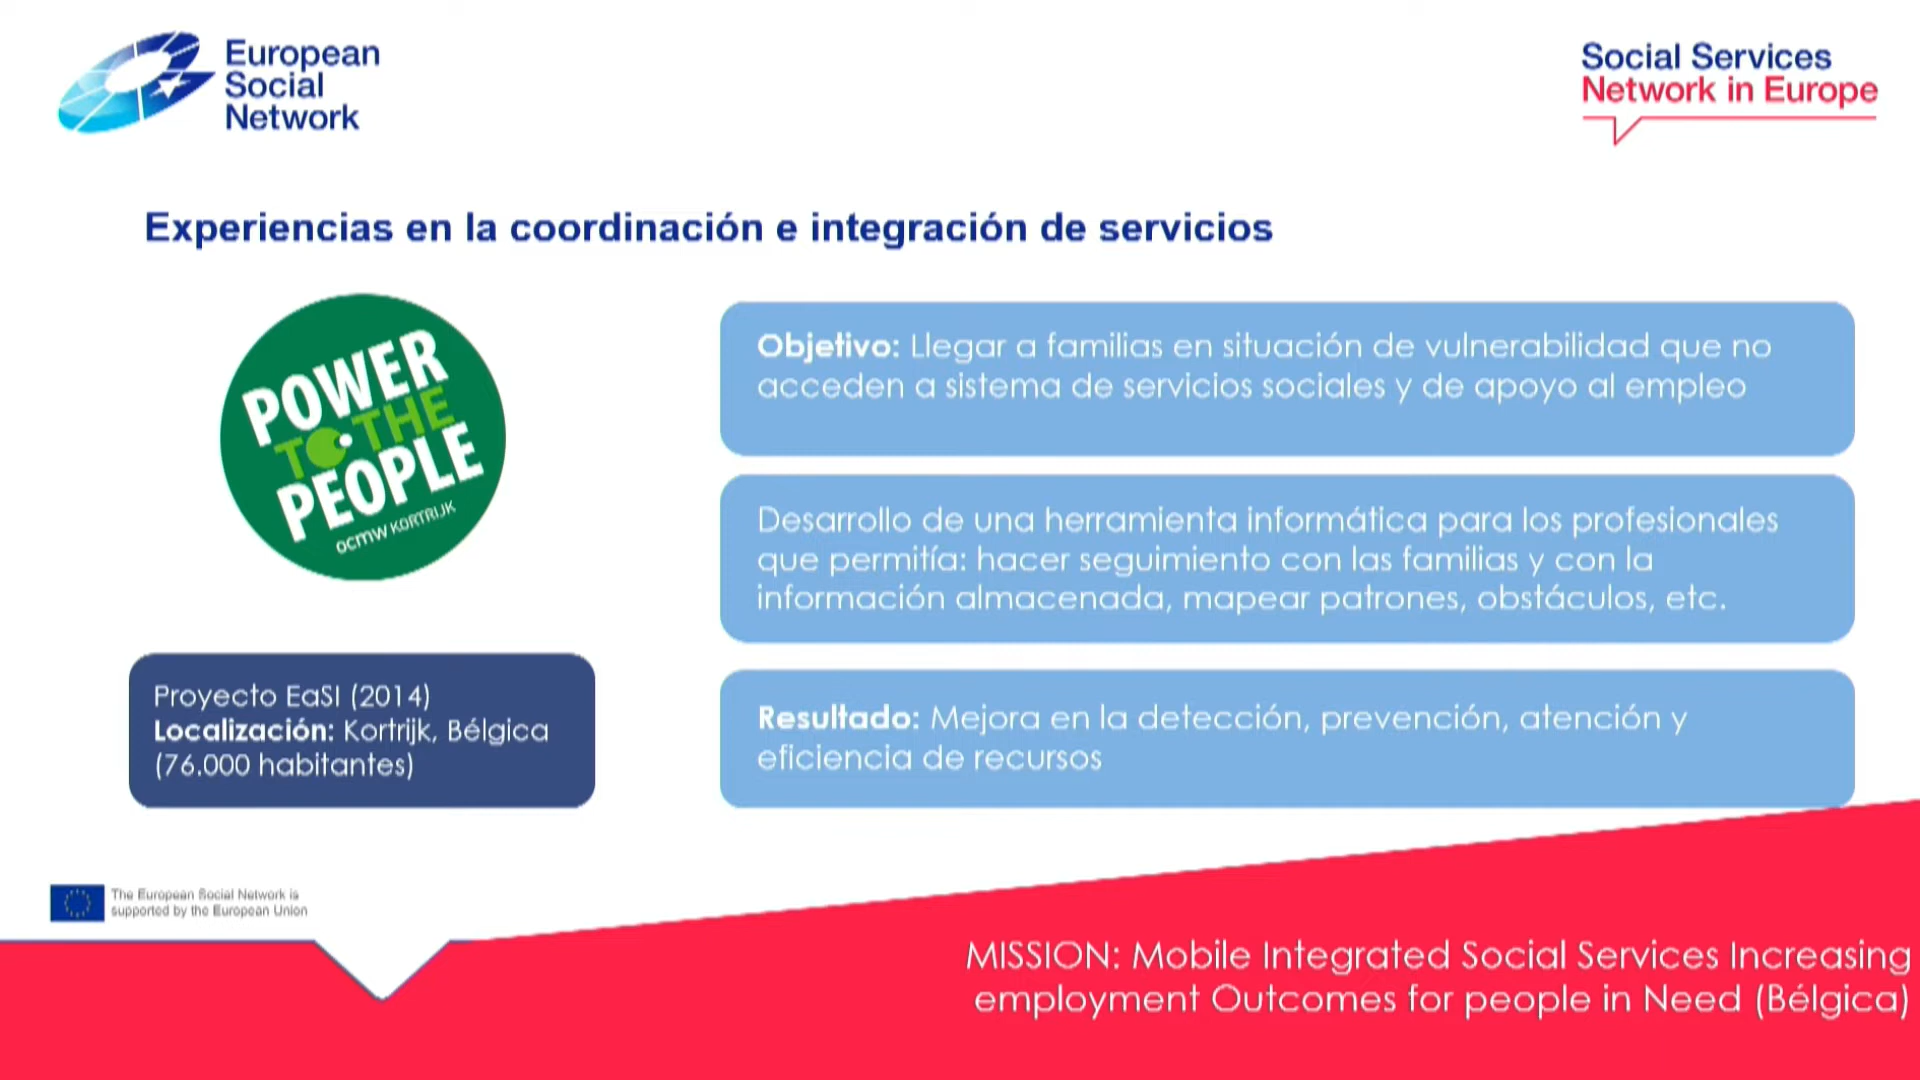 European
Social
Network
Social Services
Network in Europe
Experiencias en la coordinación e integración de servicios
POWER
TO THE
PEOPLE
OCMW KORTRIJK
Proyecto EaSI (2014)
Localización: Kortrijk, Bélgica
(76.000 habitantes)
Objetivo: Llegar a familias en situación de vulnerabilidad que no
acceden a sistema de servicios sociales y de apoyo al empleo
Desarrollo de una herramienta informática para los profesionales
que permitía: hacer seguimiento con las familias y con la
información almacenada, mapear patrones, obstáculos, etc.
Resultado: Mejora en la detección, prevención, atención y
eficiencia de recursos
The European Social Network is
supported by the European Union
MISSION: Mobile Integrated Social Services Increasing
employment Outcomes for people in Need (Bélgica)